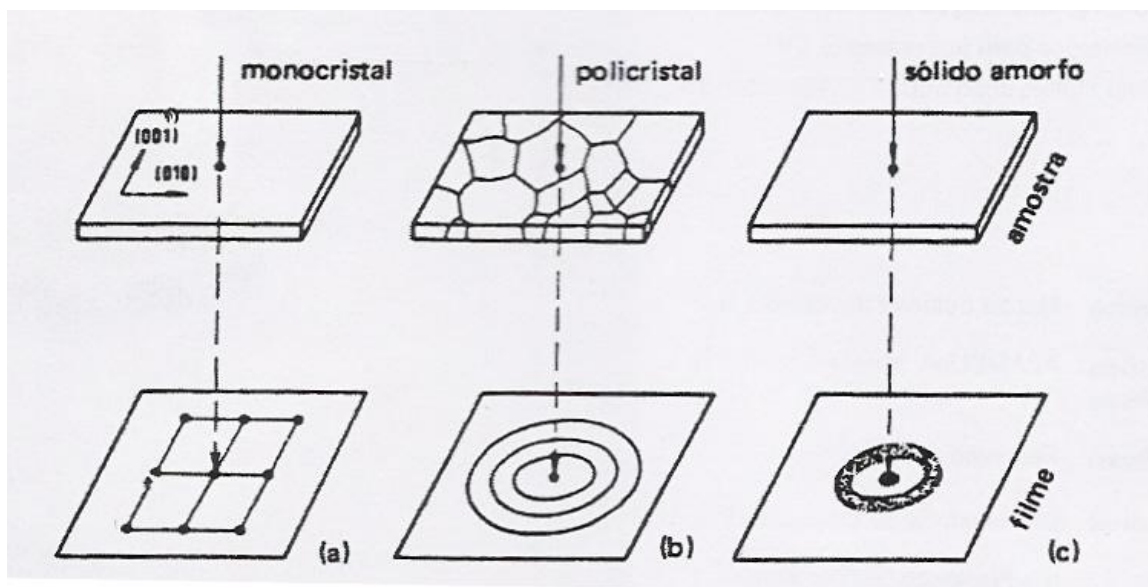 monocristal
policristal
sólido amorfo
(001)
(010)
amostra
filme
(a)
(b)
(c)